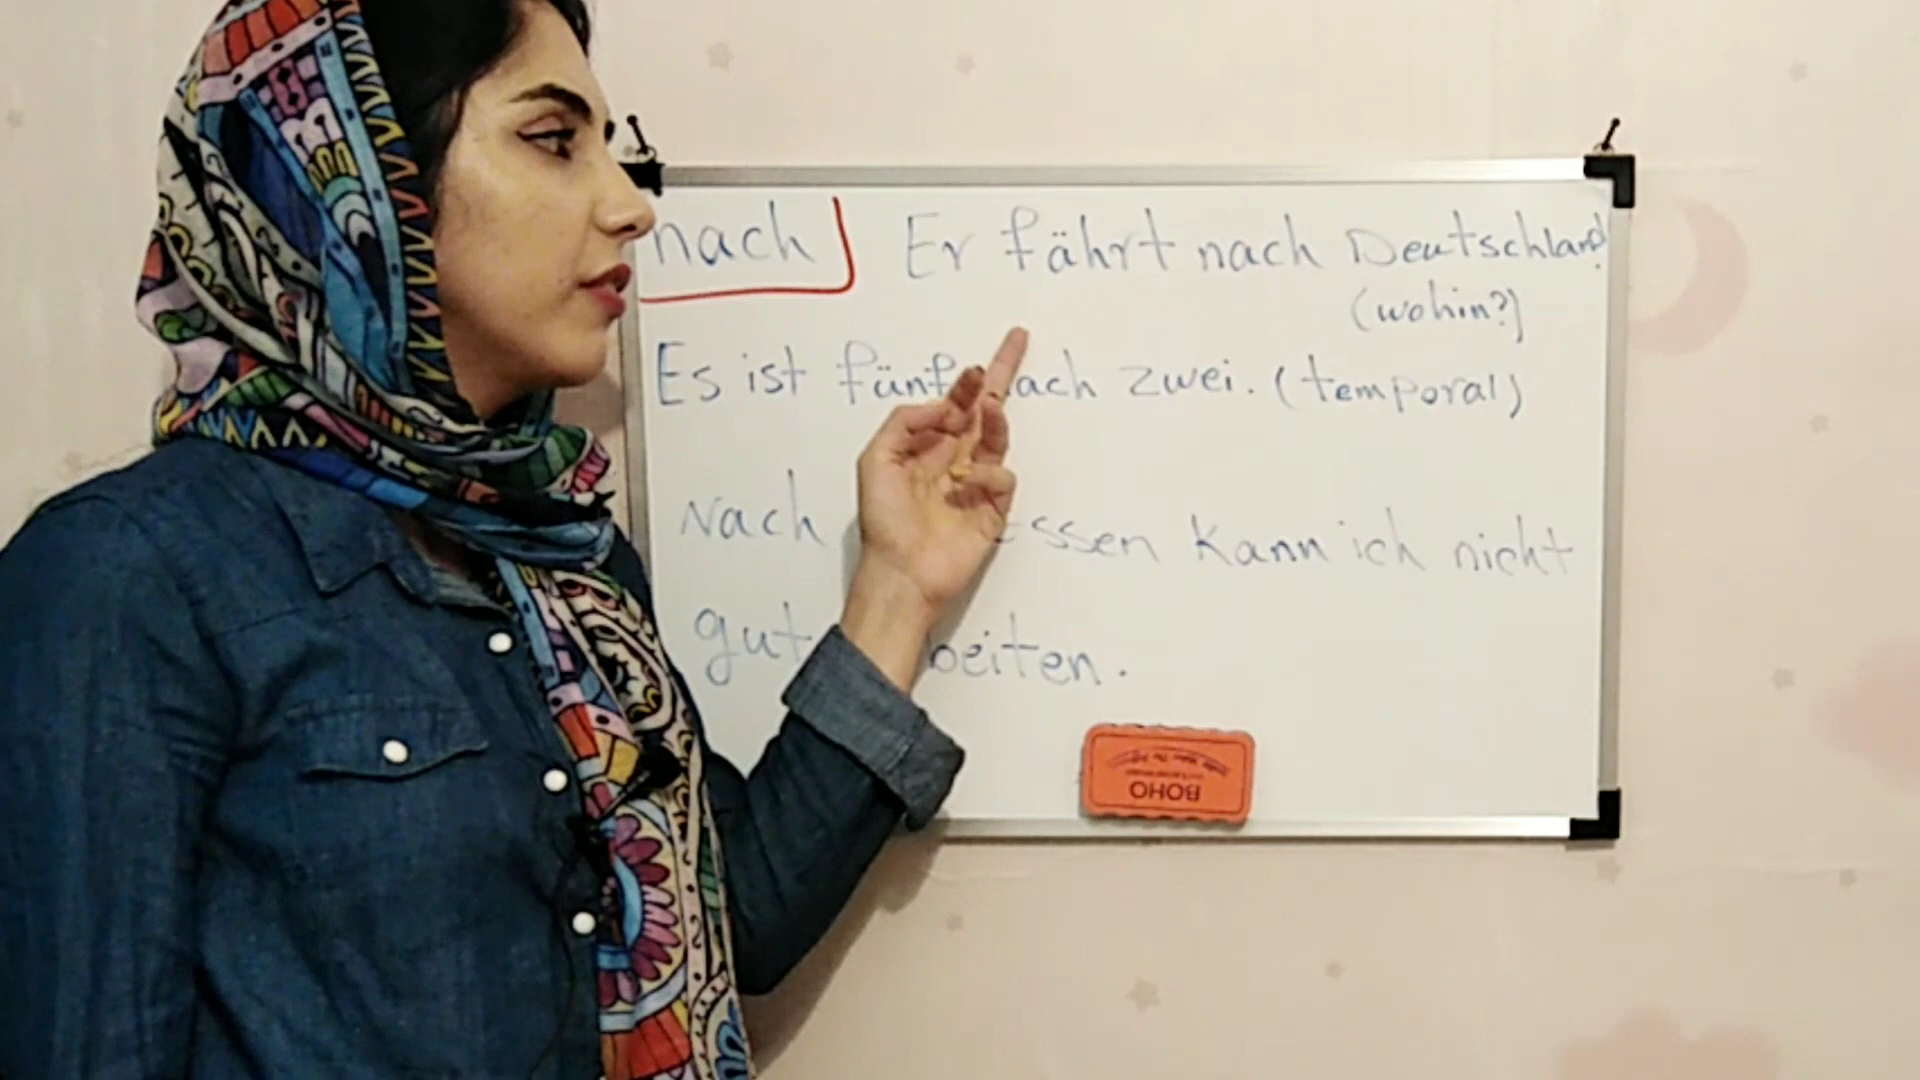 nach Er fährt nach Deutschland.
(wohin?)
Es ist fünf nach zwei. (temporal)
Nach essen kann ich nicht
gut beiten.
BOHO